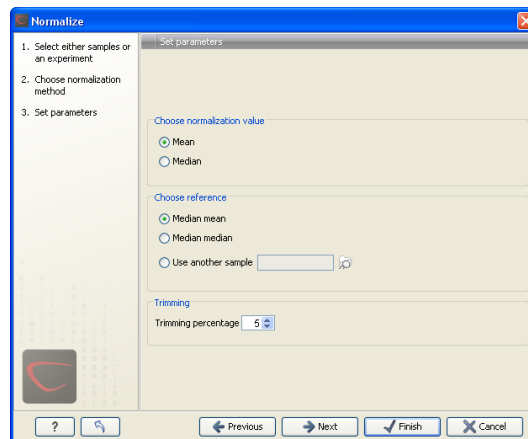 Normalize
1. Select either samples or
an experiment
2. Choose normalization
method
3. Set parameters
Set parameters
Choose normalization value
Mean
Median
Choose reference
Median mean
Median median
Use another sample
Trimming
Trimming percentage 5
?
Previous
Next
Finish
Cancel